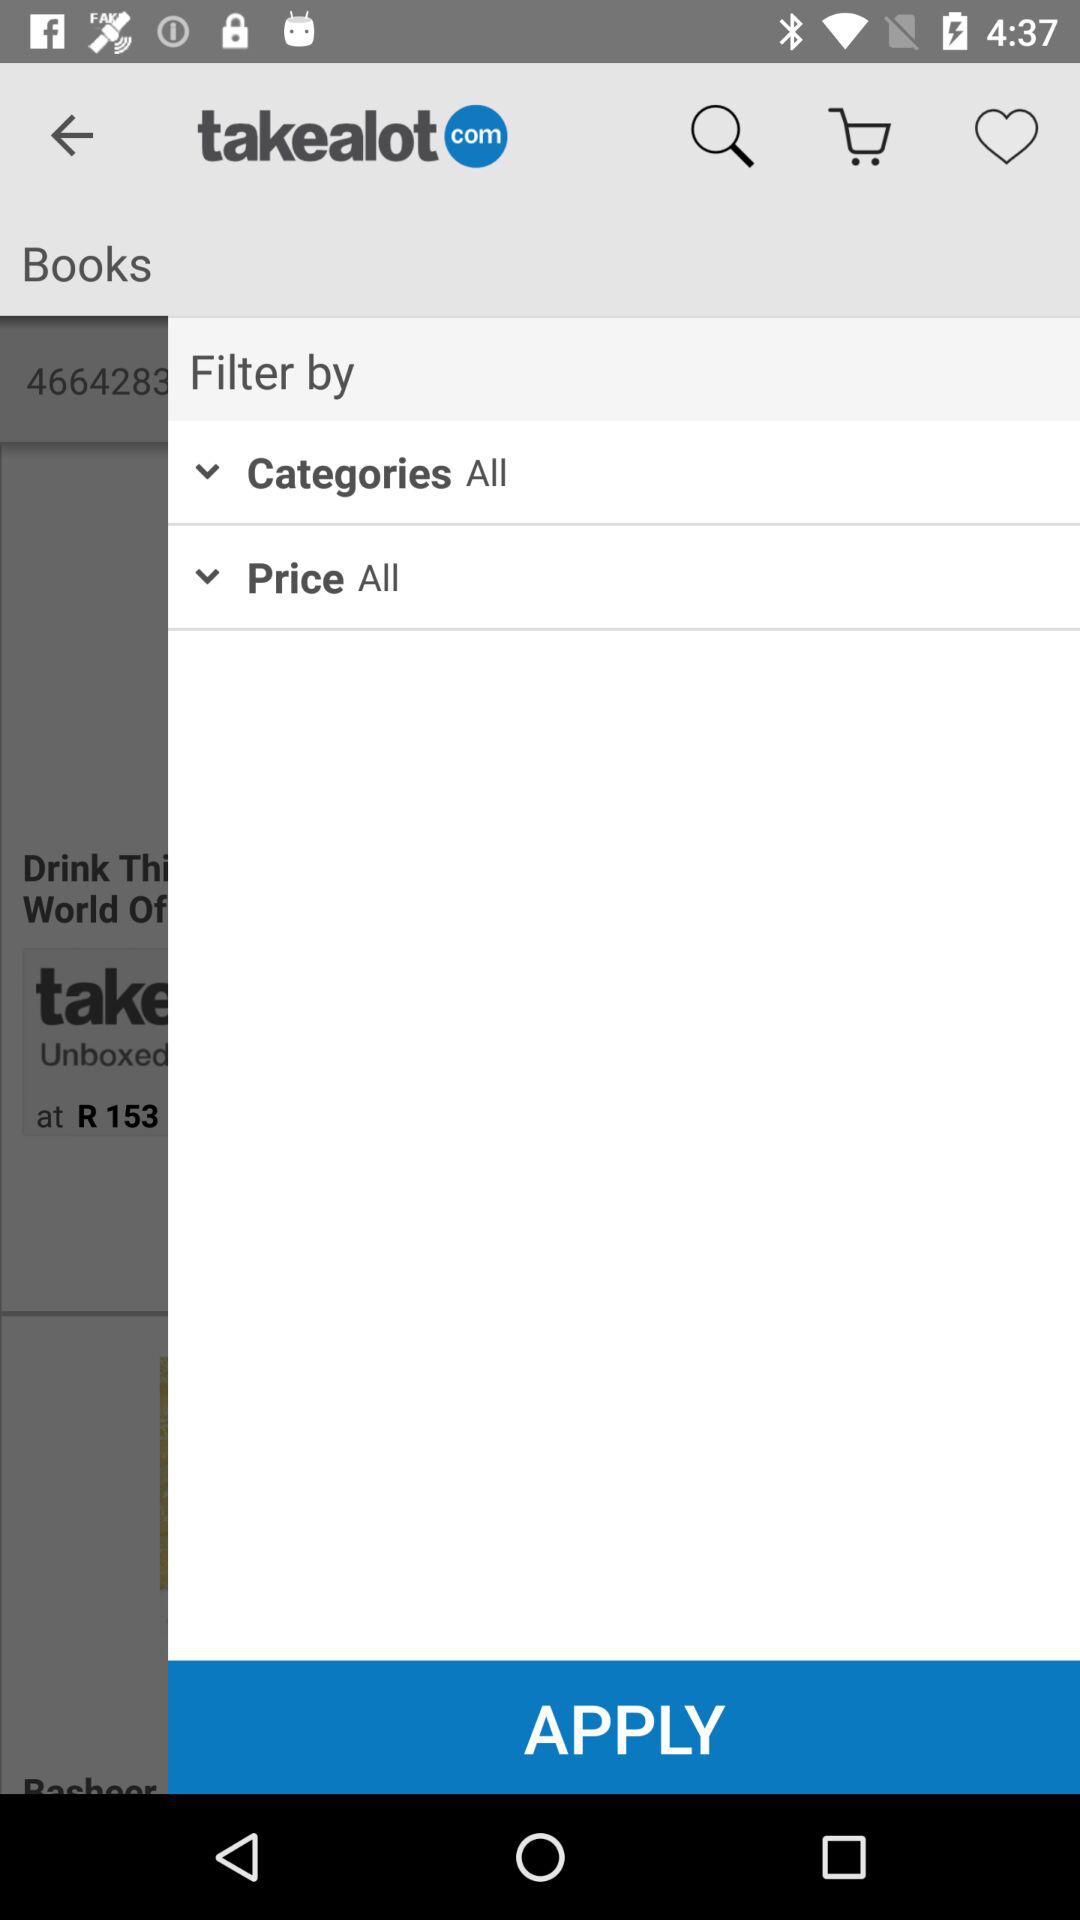 FAK
4:37
takealot com
Books
Filter by
4664283
Categories All
Price All
Drink Thi
World Of
take
Unboxed
at R 153
APPLY
Basheer